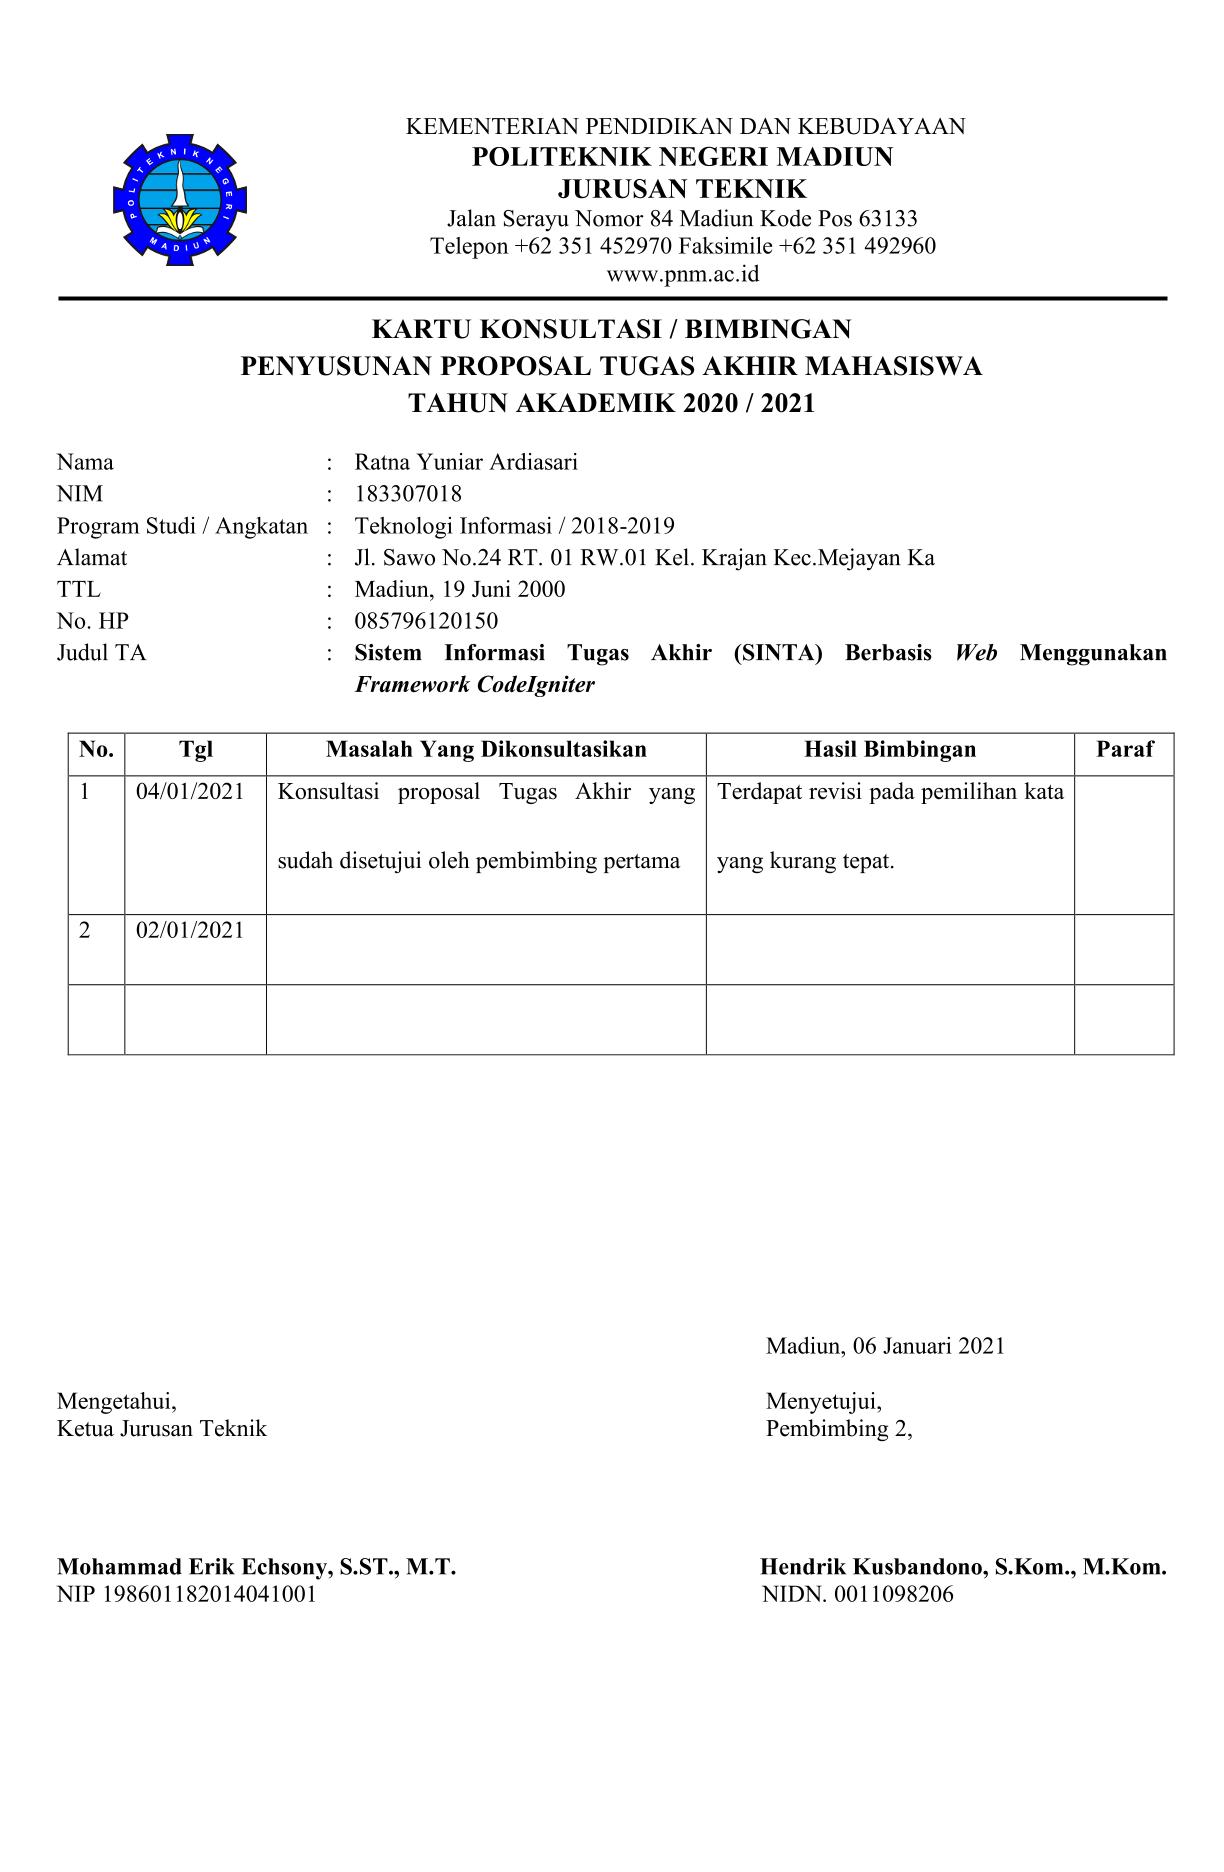 POLITEKNIK NEGERI
MADIUN
KEMENTERIAN PENDIDIKAN DAN KEBUDAYAAN
POLITEKNIK NEGERI MADIUN
JURUSAN TEKNIK
Jalan Serayu Nomor 84 Madiun Kode Pos 63133
Telepon +62 351 452970 Faksimile +62 351 492960
www.pnm.ac.id
KARTU KONSULTASI / BIMBINGAN
PENYUSUNAN PROPOSAL TUGAS AKHIR MAHASISWA
TAHUN AKADEMIK 2020 / 2021
Nama : Ratna Yuniar Ardiasari
NIM : 183307018
Program Studi / Angkatan : Teknologi Informasi / 2018-2019
Alamat : Jl. Sawo No.24 RT. 01 RW.01 Kel. Krajan Kec.Mejayan Ka
TTL : Madiun, 19 Juni 2000
No. HP : 085796120150
Judul TA : Sistem Informasi Tugas Akhir (SINTA) Berbasis Web Menggunakan
Framework CodeIgniter
No. Tgl Masalah Yang Dikonsultasikan Hasil Bimbingan Paraf
1 04/01/2021 Konsultasi proposal Tugas Akhir yang Terdapat revisi pada pemilihan kata
sudah disetujui oleh pembimbing pertama yang kurang tepat.
2 02/01/2021
Madiun, 06 Januari 2021
Mengetahui, Menyetujui,
Ketua Jurusan Teknik Pembimbing 2,
Mohammad Erik Echsony, S.ST., M.T. Hendrik Kusbandono, S.Kom., M.Kom.
NIP 198601182014041001 NIDN. 0011098206